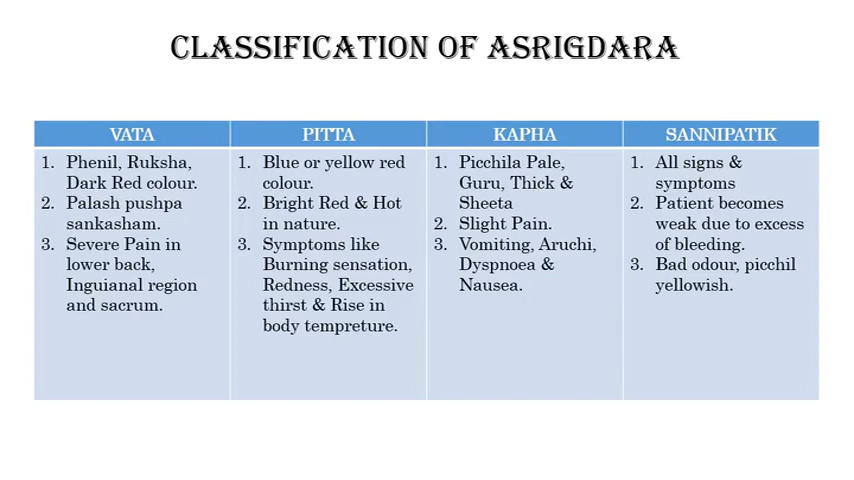 CLASSIFICATION OF ASRIGDARA
VATA
1. Phenil, Ruksha,
Dark Red colour.
2. Palash pushpa
sankasham.
3. Severe Pain in
lower back,
Inguianal region
and sacrum.
PITTA
1. Blue or yellow red
colour.
2. Bright Red & Hot
in nature.
3. Symptoms like
Burning sensation,
Redness, Excessive
thirst & Rise in
body tempreture.
KAPHA
1. Picchila Pale,
Guru, Thick &
Sheeta
2. Slight Pain.
3. Vomiting, Aruchi,
Dyspnoea &
Nausea.
SANNIPATIK
1. All signs &
symptoms
2. Patient becomes
weak due to excess
of bleeding.
3. Bad odour, picchil
yellowish.